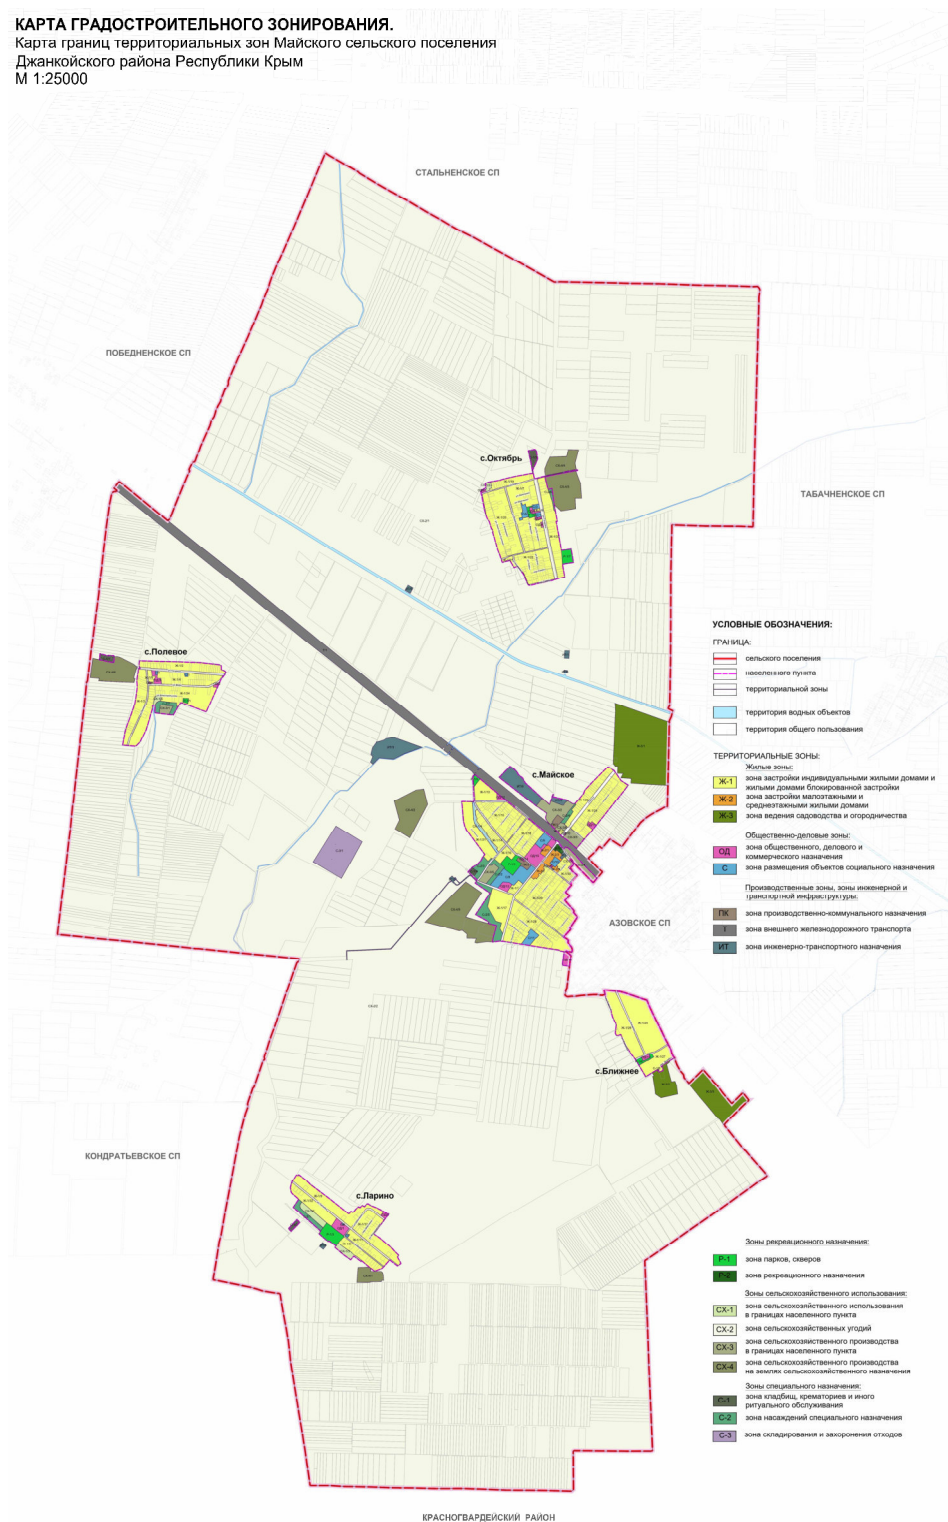 КАРТА ГРАДОСТРОИТЕЛЬНОГО ЗОНИРОВАНИЯ.
Карта границ территориальных зон Майского сельского поселения
Джанкойского района Республики Крым
М 1:25000
СТАЛЬНЕНСКОЕ СП
ПОБЕДНЕНСКОЕ СП
с.Октябрь
ТАБАЧНЕНСКОЕ СП
с.Полевое
с.Майское
АЗОВСКОЕ СП
с.Ближнее
КОНДРАТЬЕВСКОЕ СП
с.Ларино
КРАСНОГВАРДЕЙСКИЙ РАЙОН
УСЛОВНЫЕ ОБОЗНАЧЕНИЯ:
ГРАНИЦА:
сельского поселения
населенного пункта
территориальной зоны
территория водных объектов
территория общего пользования
ТЕРРИТОРИАЛЬНЫЕ ЗОНЫ:
Жилые зоны:
Ж-1 зона застройки индивидуальными жилыми домами и
жилыми домами блокированной застройки
Ж-2 зона застройки малоэтажными и
среднеэтажными жилыми домами
Ж-3 зона ведения садоводства и огородничества
Общественно-деловые зоны:
ОД зона общественного, делового и
коммерческого назначения
С зона размещения объектов социального назначения
Производственные зоны, зоны инженерной и
транспортной инфраструктуры:
ПК зона производственно-коммунального назначения
I зона внешнего железнодорожного транспорта
ИТ зона инженерно-транспортного назначения
Зоны рекреационного назначения:
Р-1 зона парков, скверов
Р-2 зона рекреационного назначения
Зоны сельскохозяйственного использования:
СХ-1 зона сельскохозяйственного использования
в границах населенного пункта
СХ-2 зона сельскохозяйственных угодий
СХ-3 зона сельскохозяйственного производства
в границах населенного пункта
СХ-4 зона сельскохозяйственного производства
на землях сельскохозяйственного назначения
Зоны специального назначения:
С-1 зона кладбищ, крематориев и иного
ритуального обслуживания
С-2 зона насаждений специального назначения
С-3 зона складирования и захоронения отходов